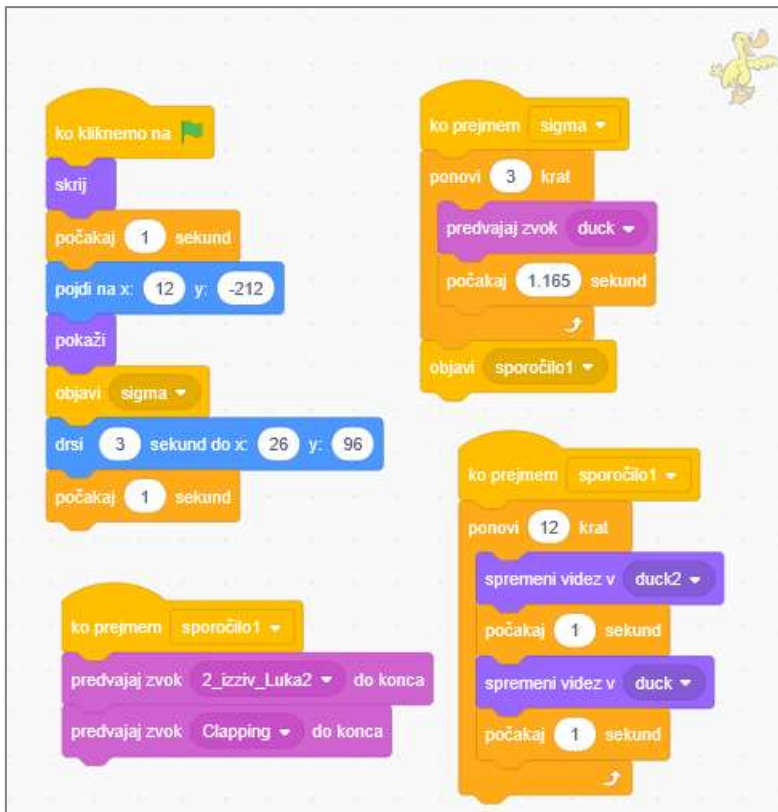 ko kliknemo na
skrij
počakaj 1 sekund
pojdi na x: 12 y: -212
pokaži
objavi sigma
drsi 3 sekund do x: 26 y: 96
počakaj 1 sekund
ko prejmem sigma
ponovi 3 krat
predvajaj zvok duck
počakaj 1.165 sekund
objavi sporočilo1
ko prejmem sporočilo1
predvajaj zvok 2_izziv_Luka2 do konca
predvajaj zvok Clapping do konca
ko prejmem sporočilo1
ponovi 12 krat
spremeni videz v duck2
počakaj 1 sekund
spremeni videz v duck
počakaj 1 sekund